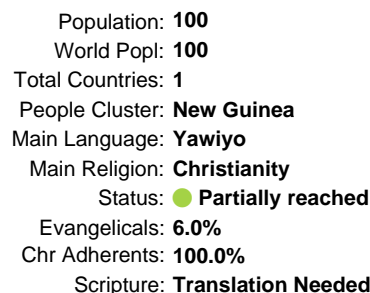 Population: 100
World Popl: 100
Total Countries: 1
People Cluster: New Guinea
Main Language: Yawiyo
Main Religion: Christianity
Status: Partially reached
Evangelicals: 6.0%
Chr Adherents: 100.0%
Scripture: Translation Needed